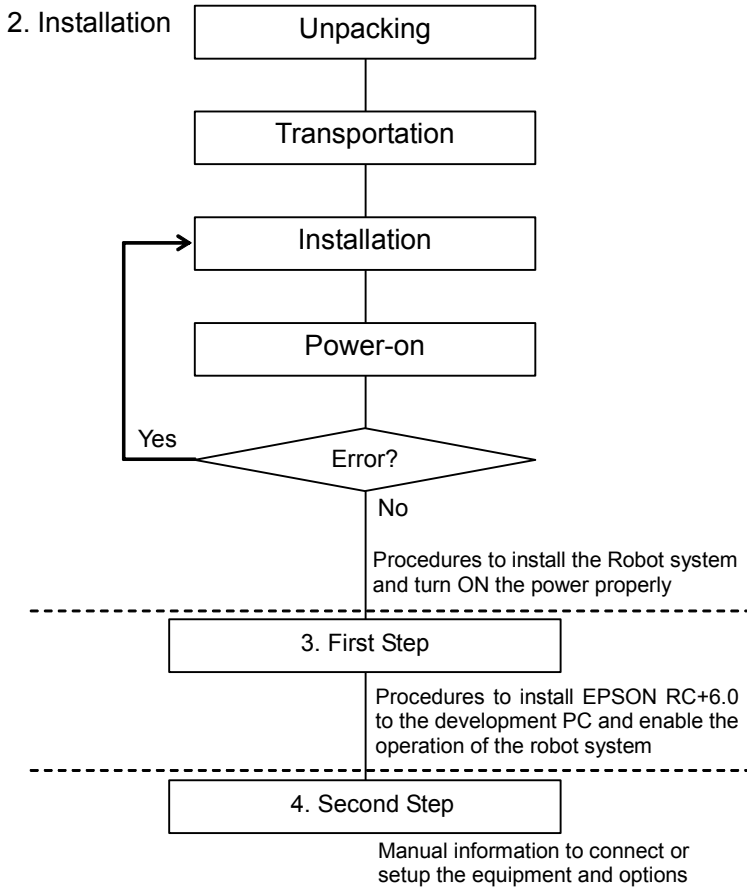 2. Installation
Unpacking
Transportation
Installation
Power-on
Yes
Error?
No
Procedures to install the Robot system
and turn ON the power properly
3. First Step
Procedures to install EPSON RC+6.0
to the development PC and enable the
operation of the robot system
4. Second Step
Manual information to connect or
setup the equipment and options